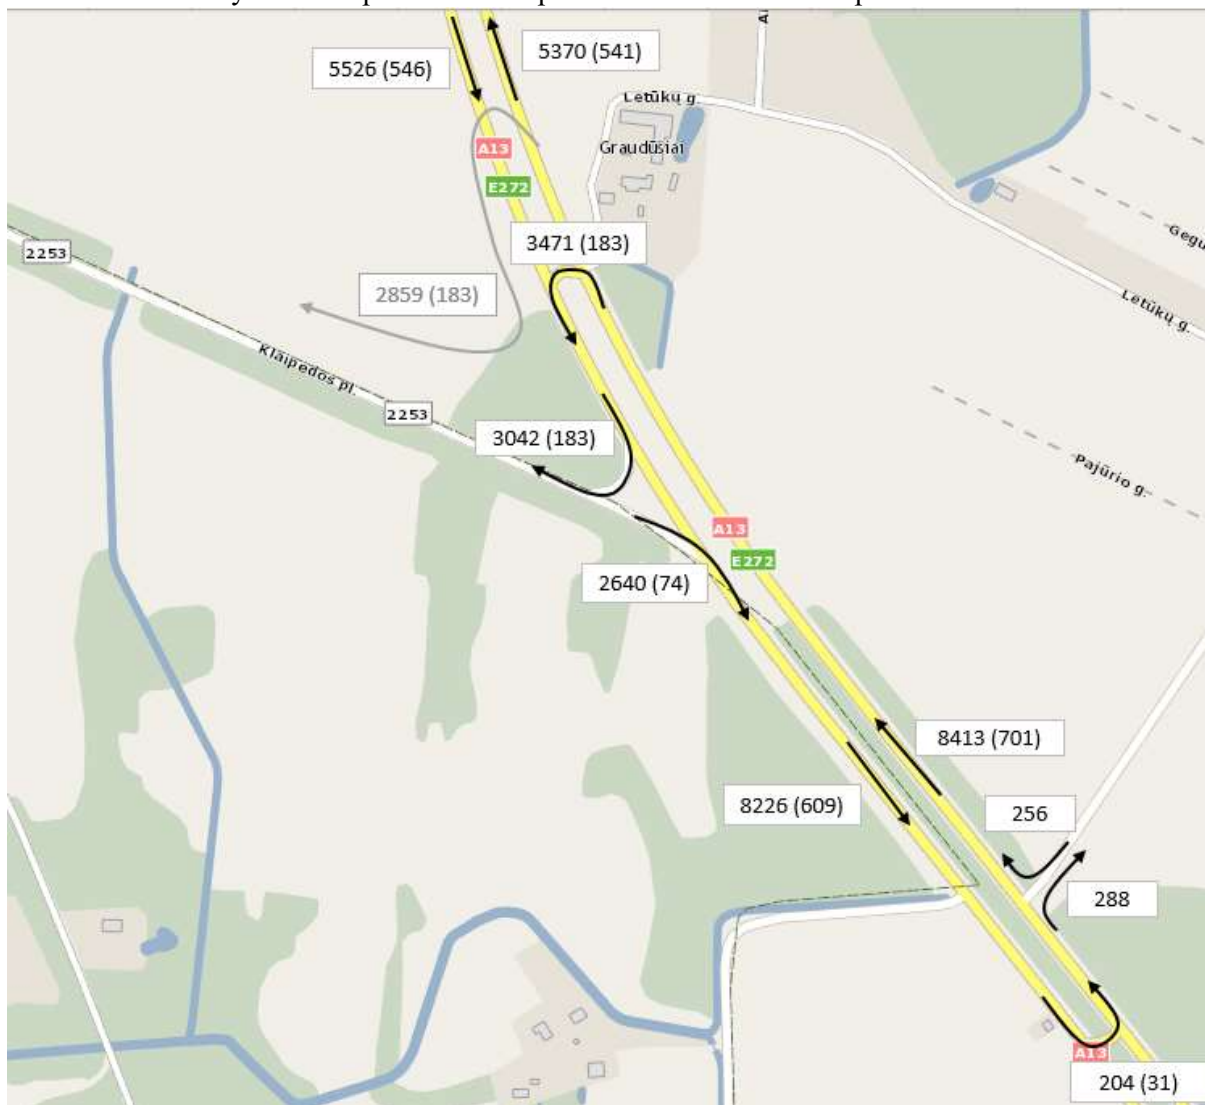 5526 (546)
5370 (541)
Letūkų g.
Graudūšiai
A13
E272
3471 (183)
2253
2859 (183)
Letūkų g.
Klaipėdos pl.
2253
3042 (183)
Pajūrio g.
A13
E272
2640 (74)
8413 (701)
8226 (609)
256
288
A13
204 (31)